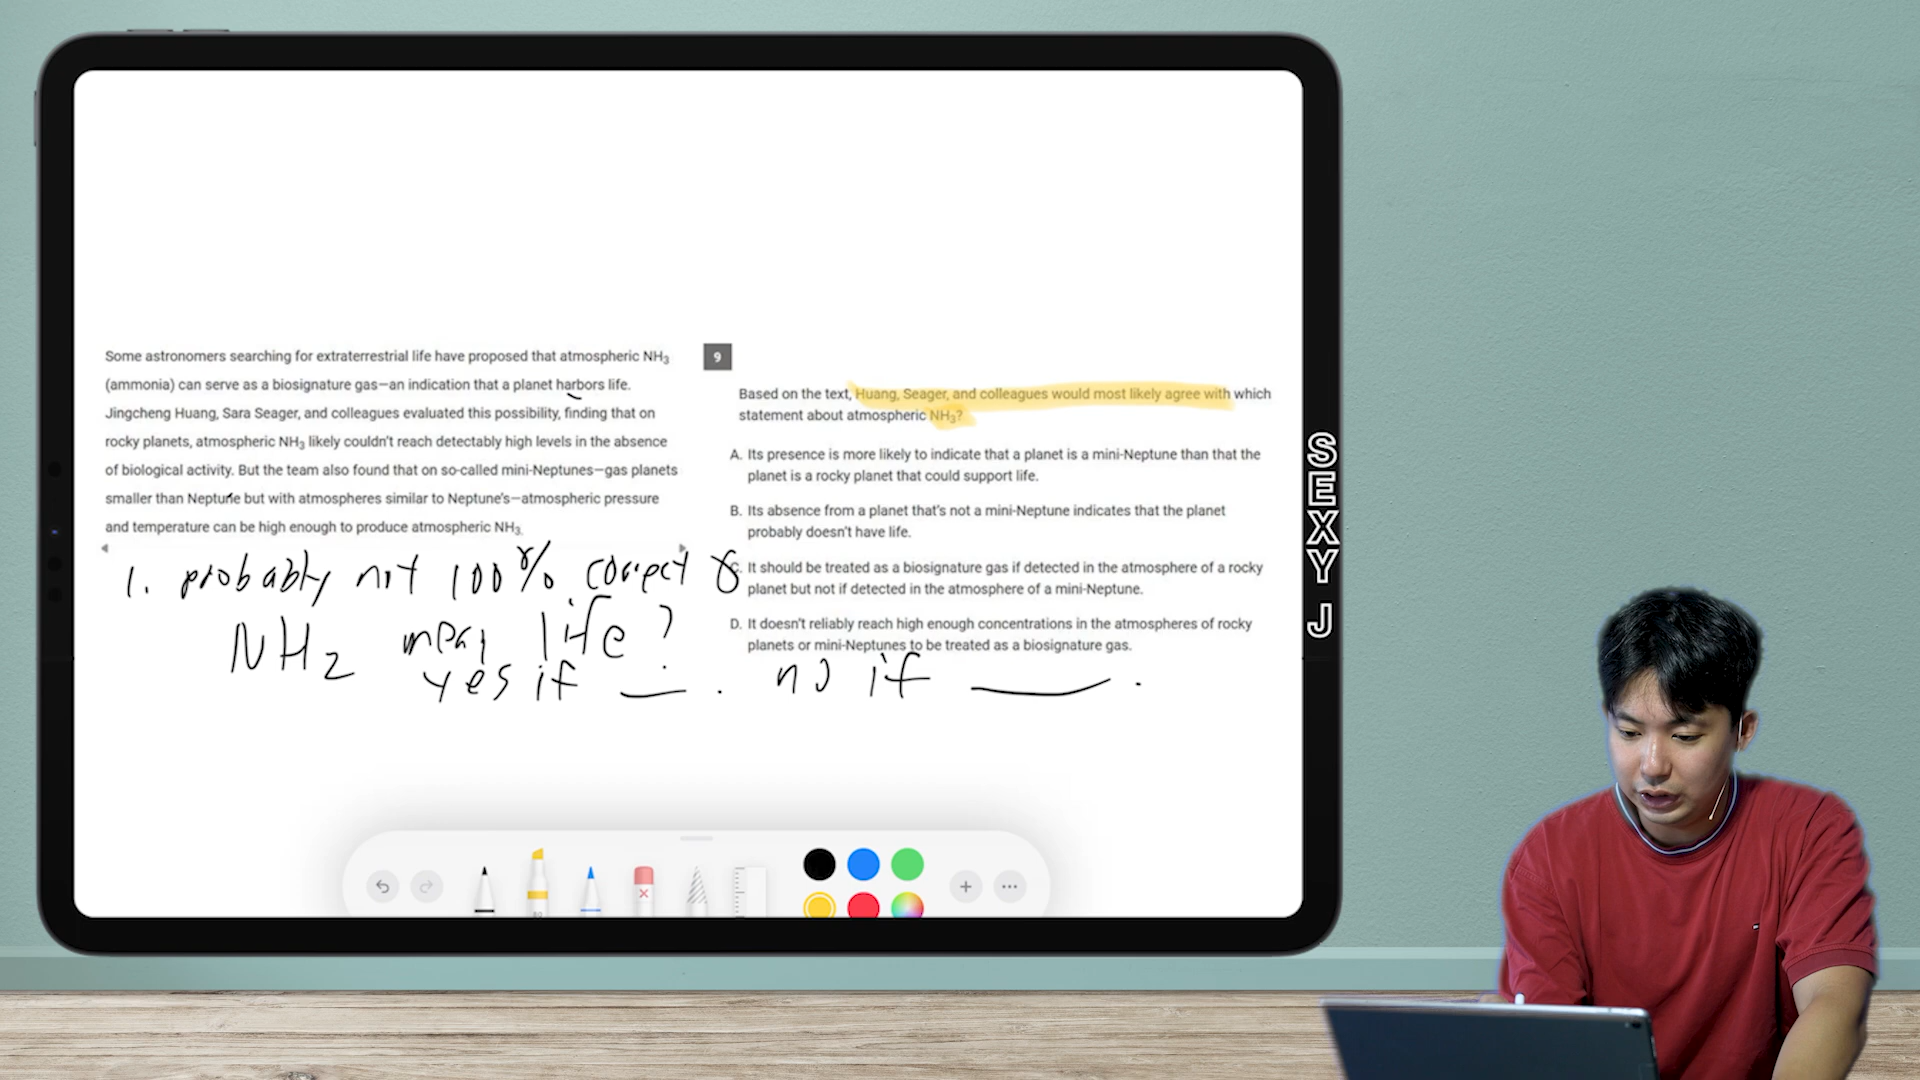 Some astronomers searching for extraterrestrial life have proposed that atmospheric NH₃
(ammonia) can serve as a biosignature gas—an indication that a planet harbors life.
Jingcheng Huang, Sara Seager, and colleagues evaluated this possibility, finding that on
rocky planets, atmospheric NH₃ likely couldn't reach detectably high levels in the absence
of biological activity. But the team also found that on so-called mini-Neptunes—gas planets
smaller than Neptune but with atmospheres similar to Neptune's—atmospheric pressure
and temperature can be high enough to produce atmospheric NH₃.
9
Based on the text, Huang, Seager, and colleagues would most likely agree with which
statement about atmospheric NH₃?
A. Its presence is more likely to indicate that a planet is a mini-Neptune than that the
planet is a rocky planet that could support life.
B. Its absence from a planet that's not a mini-Neptune indicates that the planet
probably doesn't have life.
C. It should be treated as a biosignature gas if detected in the atmosphere of a rocky
planet but not if detected in the atmosphere of a mini-Neptune.
D. It doesn't reliably reach high enough concentrations in the atmospheres of rocky
planets or mini-Neptunes to be treated as a biosignature gas.
1. probably not 100% correct
NH₂ mean life?
yes if __. no if ____.
80
SEXY J